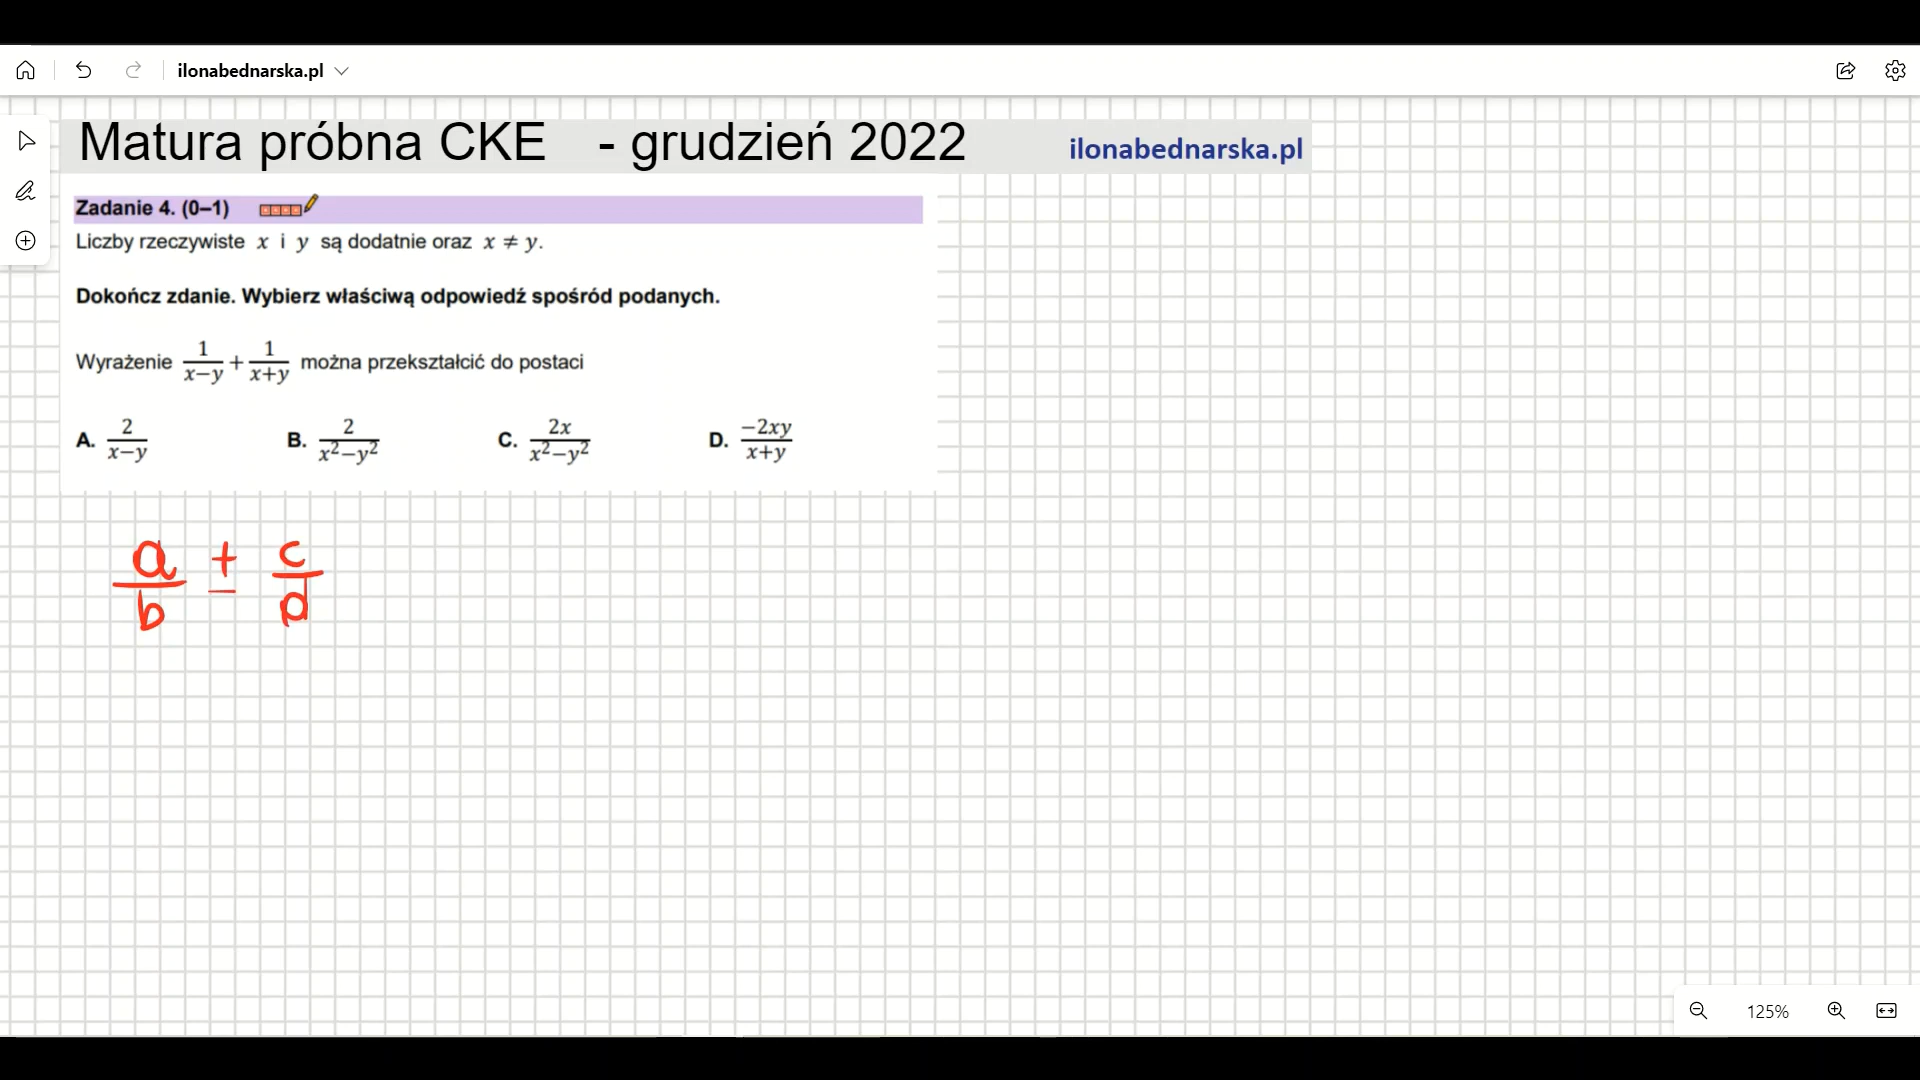 ilonabednarska.pl
Matura próbna CKE - grudzień 2022 ilonabednarska.pl
Zadanie 4. (0–1)
Liczby rzeczywiste x i y są dodatnie oraz x ≠ y.
Dokończ zdanie. Wybierz właściwą odpowiedź spośród podanych.
Wyrażenie 1/(x−y) + 1/(x+y) można przekształcić do postaci
A. 2/(x−y) B. 2/(x²−y²) C. 2x/(x²−y²) D. −2xy/(x+y)
a/b ± c/d
125%